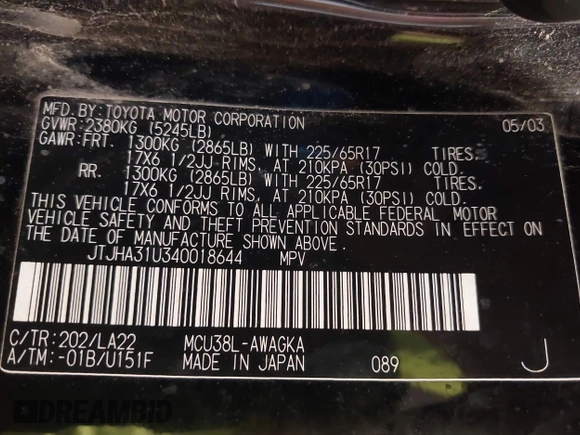 MFD. BY: TOYOTA MOTOR CORPORATION 05/03
GVWR: 2380KG (5245LB)
GAWR: FRT. 1300KG (2865LB) WITH 225/65R17 TIRES.
17X6 1/2JJ RIMS, AT 210KPA (30PSI) COLD.
RR. 1300KG (2865LB) WITH 225/65R17 TIRES.
17X6 1/2JJ RIMS, AT 210KPA (30PSI) COLD.
THIS VEHICLE CONFORMS TO ALL APPLICABLE FEDERAL MOTOR
VEHICLE SAFETY AND THEFT PREVENTION STANDARDS IN EFFECT ON
THE DATE OF MANUFACTURE SHOWN ABOVE.
JTJHA31U340018644 MPV
C/TR: 202/LA22 MCU38L-AWAGKA
A/TM: -01B/U151F MADE IN JAPAN 089 J
DREAMBID